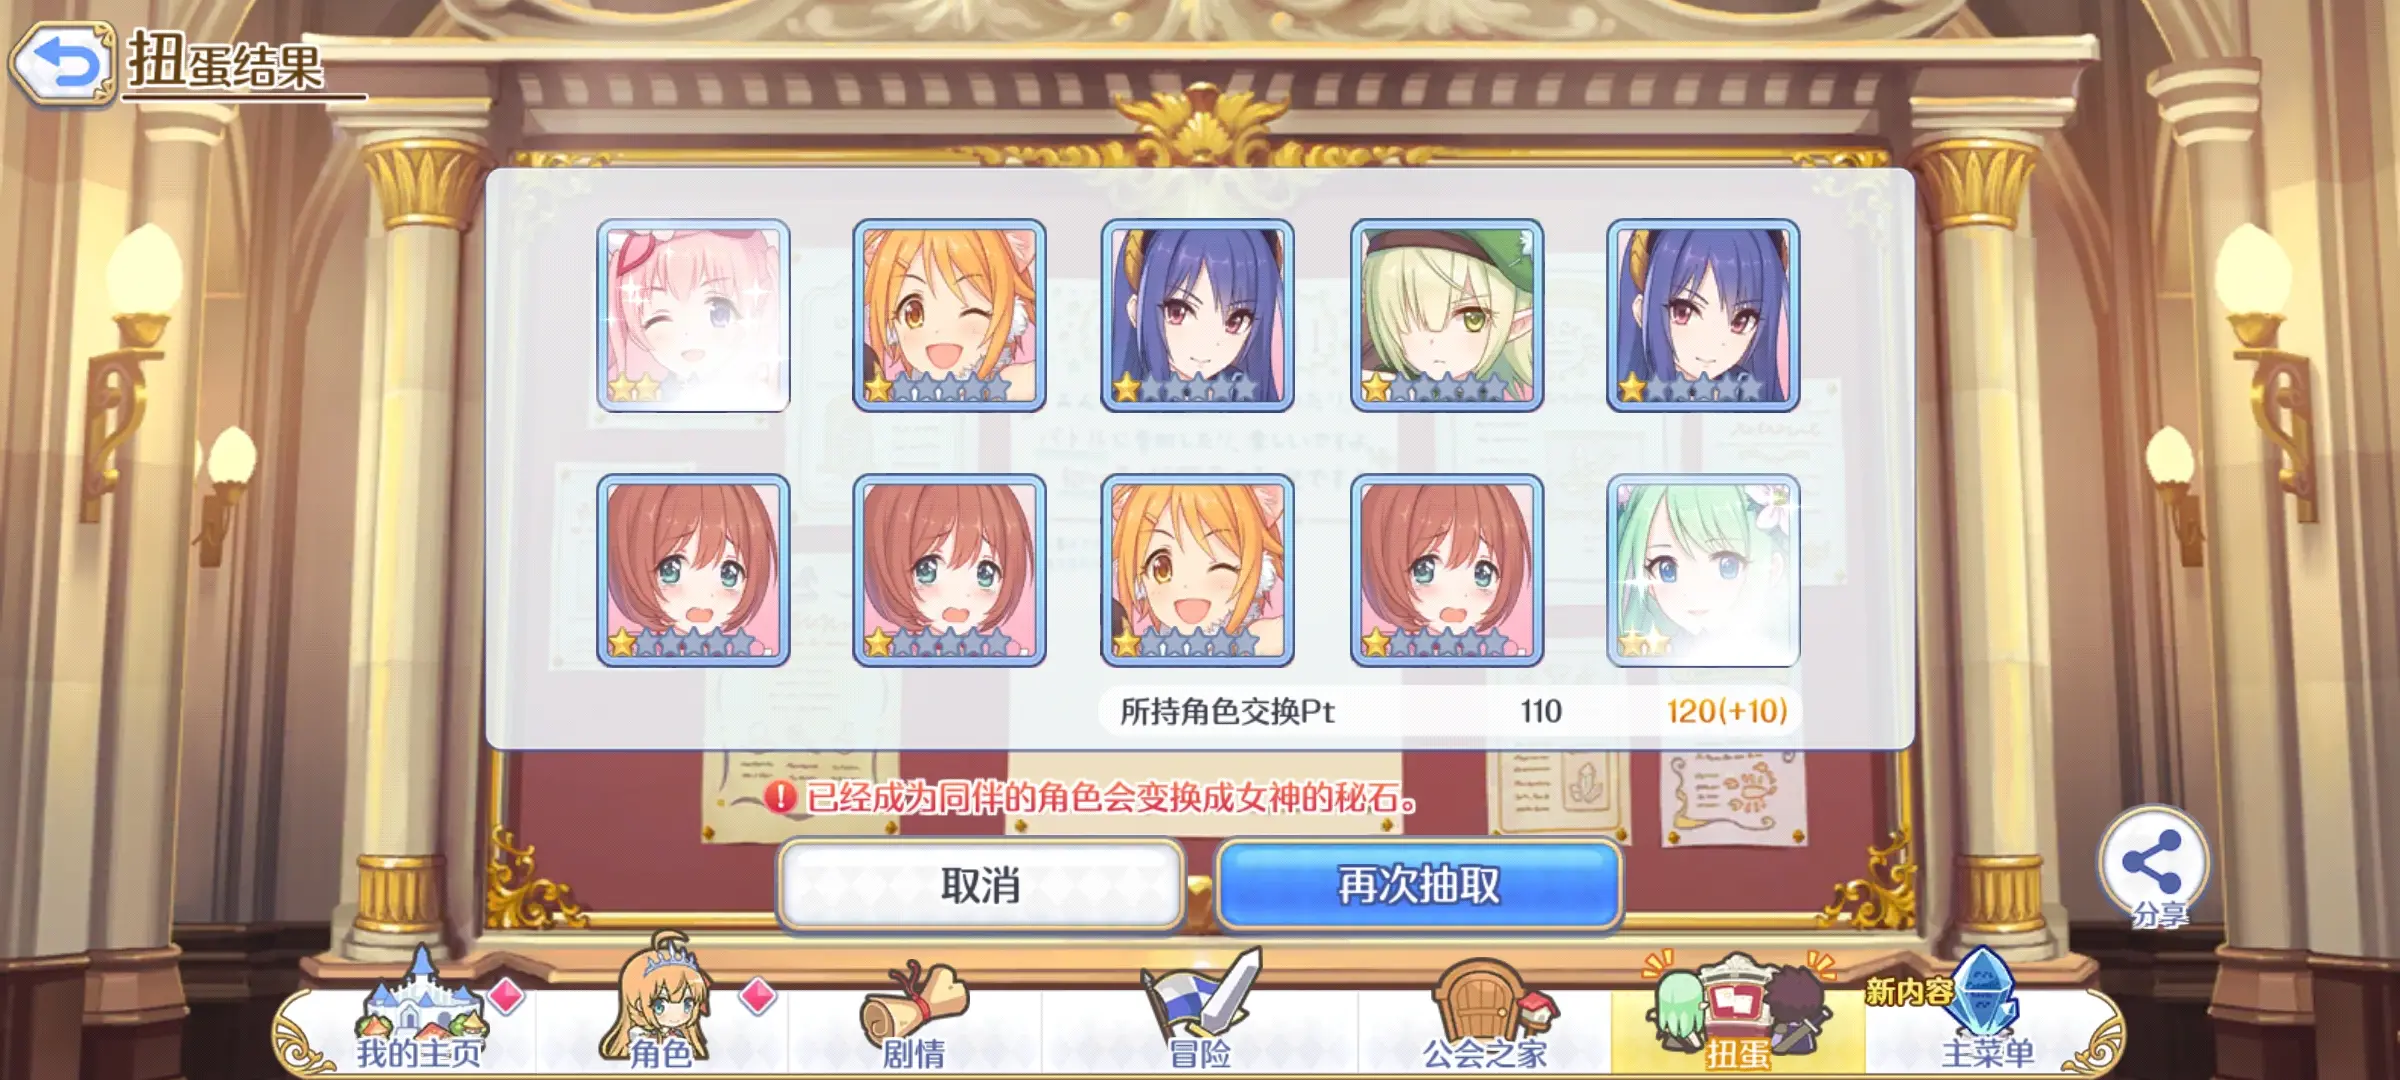 扭蛋结果
所持角色交换Pt 110 120(+10)
已经成为同伴的角色会变换成女神的秘石。
取消
再次抽取
分享
新内容
我的主页
角色
剧情
冒险
公会之家
扭蛋
主菜单